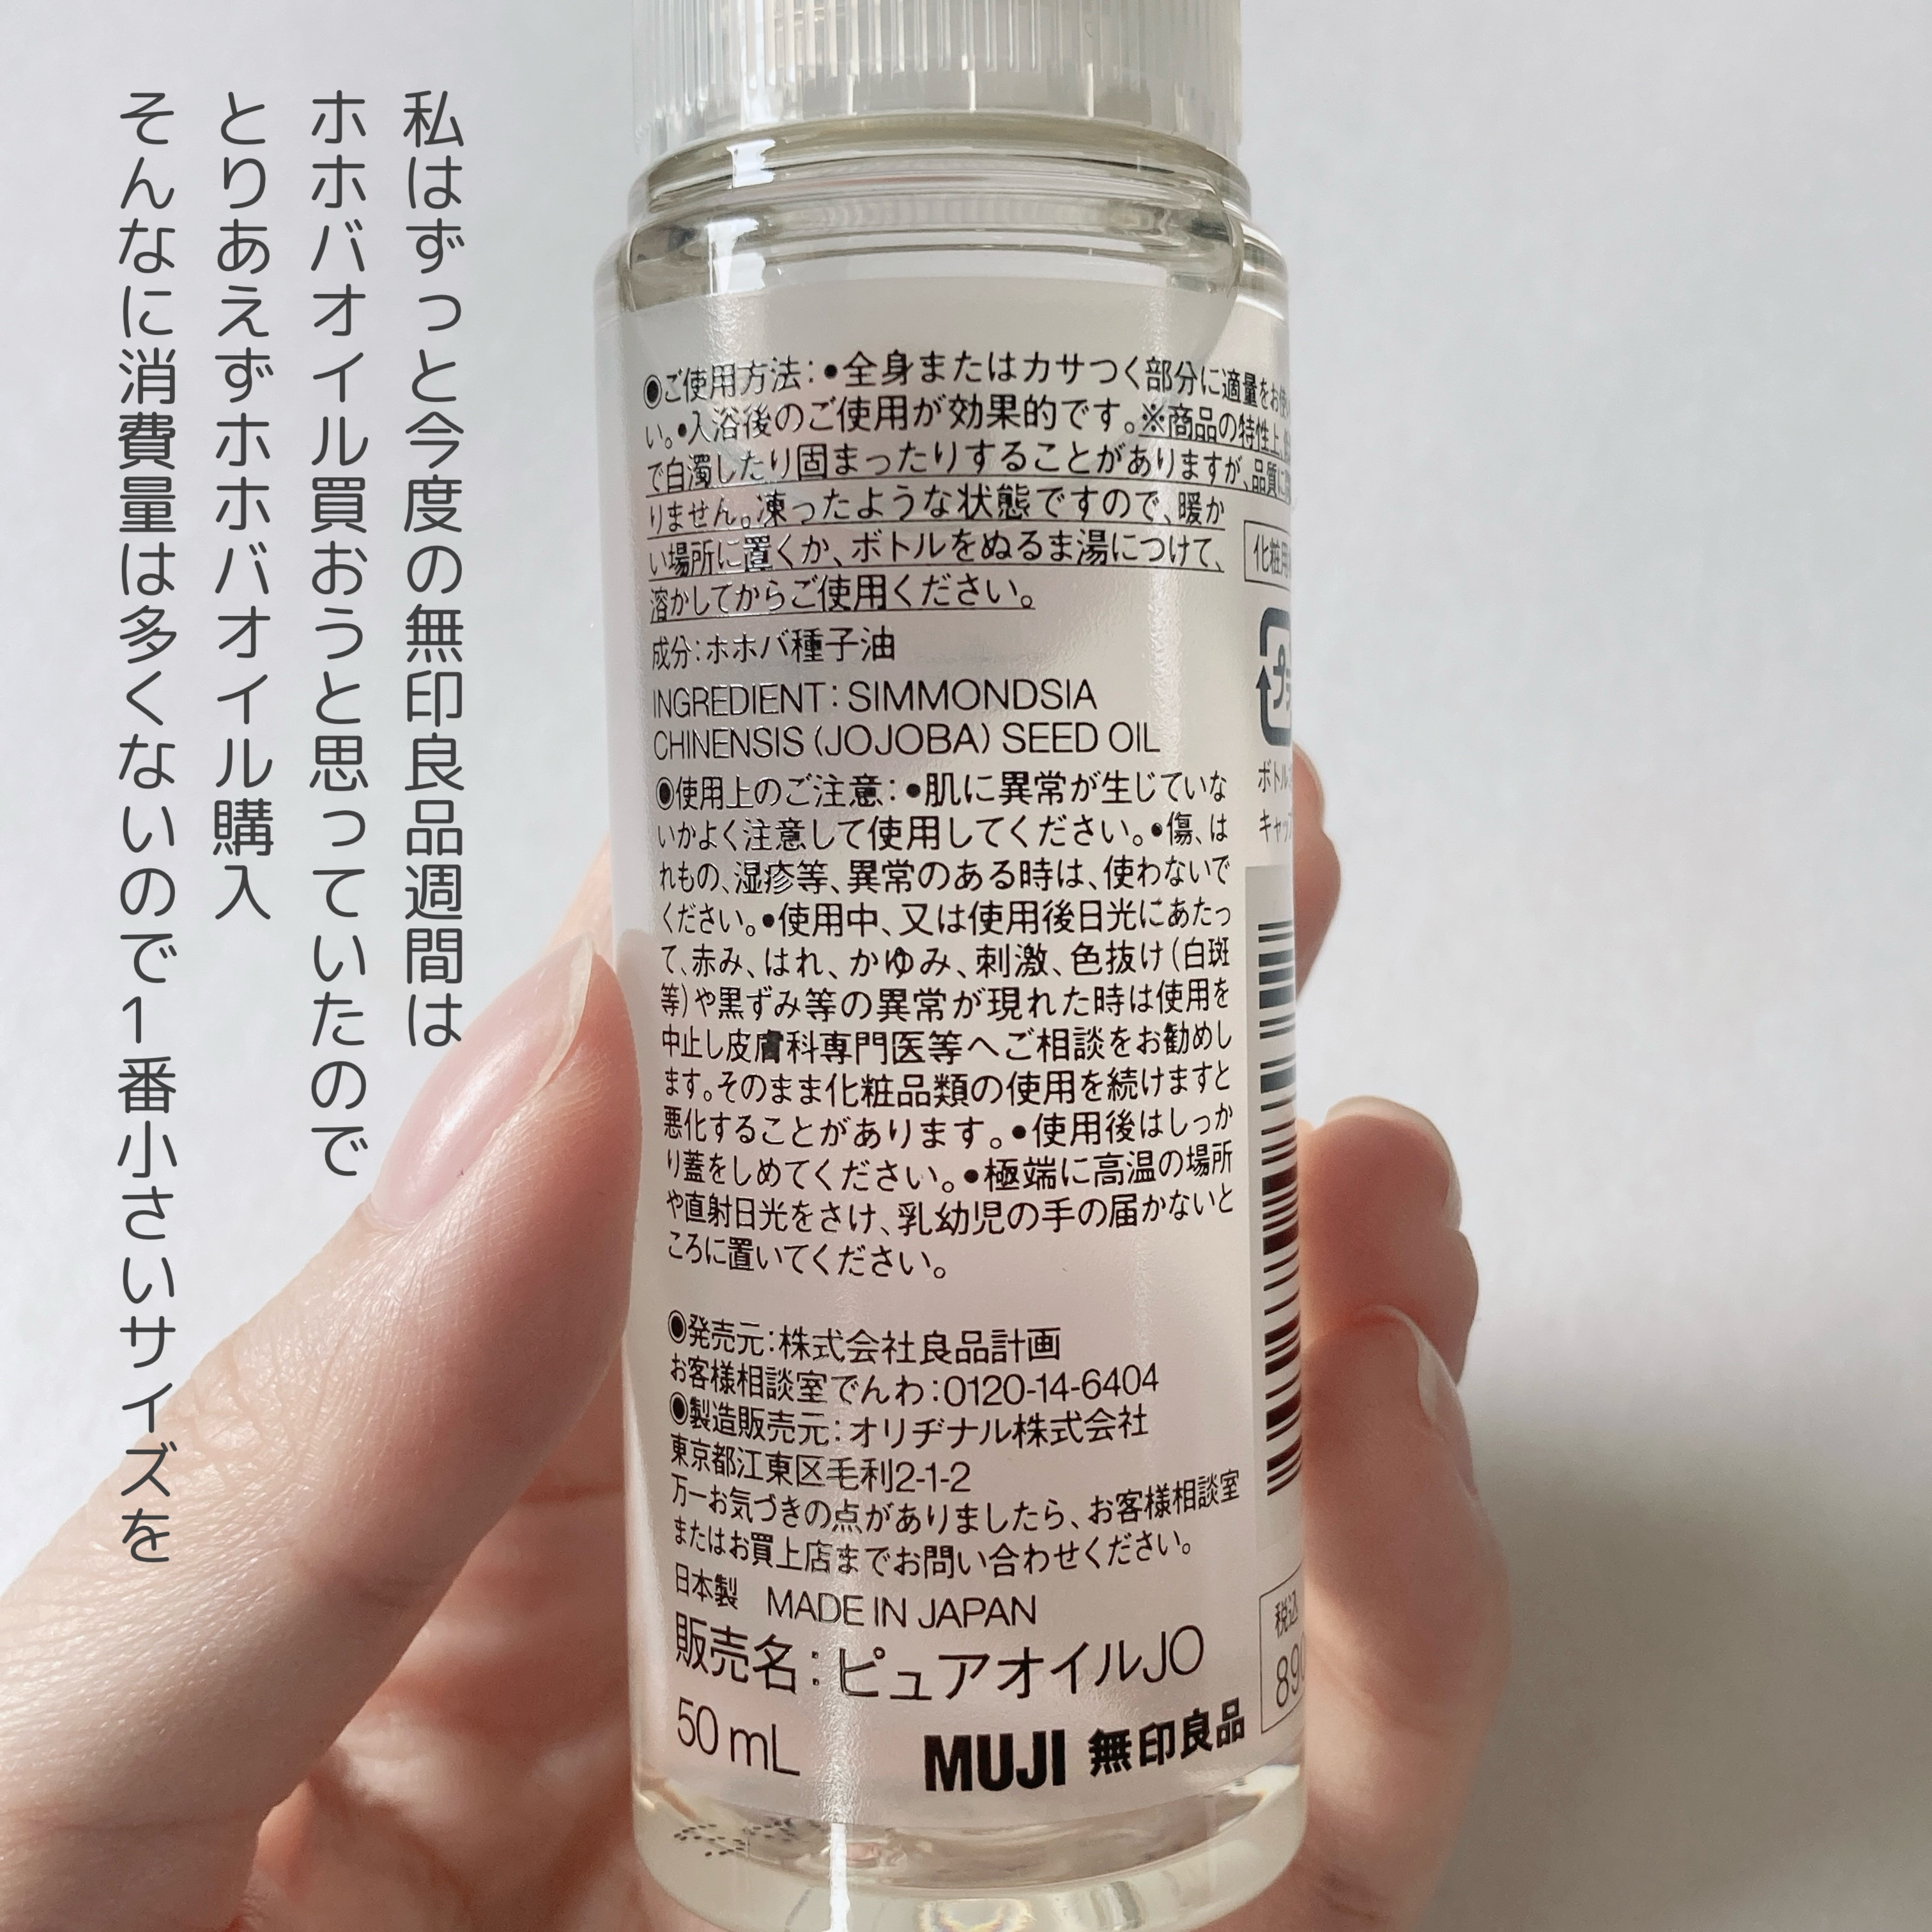 私はずっと今度の無印良品週間は
ホホバオイル買おうと思っていたので
とりあえずホホバオイル購入
そんなに消費量は多くないので1番小さいサイズを
◉ご使用方法:•全身またはカサつく部分に適量をお使い
い。•入浴後のご使用が効果的です。※商品の特性上、
で白濁したり固まったりすることがありますが、品質に
りません。凍ったような状態ですので、暖か
い場所に置くか、ボトルをぬるま湯につけて、
溶かしてからご使用ください。
成分:ホホバ種子油
INGREDIENT: SIMMONDSIA
CHINENSIS (JOJOBA) SEED OIL
◉使用上のご注意:•肌に異常が生じていな
いかよく注意して使用してください。•傷、は
れもの、湿疹等、異常のある時は、使わないで
ください。•使用中、又は使用後日光にあたっ
て、赤み、はれ、かゆみ、刺激、色抜け(白斑
等)や黒ずみ等の異常が現れた時は使用を
中止し皮膚科専門医等へご相談をお勧めし
ます。そのまま化粧品類の使用を続けますと
悪化することがあります。•使用後はしっか
り蓋をしめてください。•極端に高温の場所
や直射日光をさけ、乳幼児の手の届かないと
ころに置いてください。
◉発売元:株式会社良品計画
お客様相談室でんわ:0120-14-6404
◉製造販売元:オリヂナル株式会社
東京都江東区毛利2-1-2
万一お気づきの点がありましたら、お客様相談室
またはお買上店までお問い合わせください。
日本製 MADE IN JAPAN
販売名:ピュアオイルJO
50 mL
MUJI 無印良品
化粧用
プラ
ボトル
キャップ
税込
890